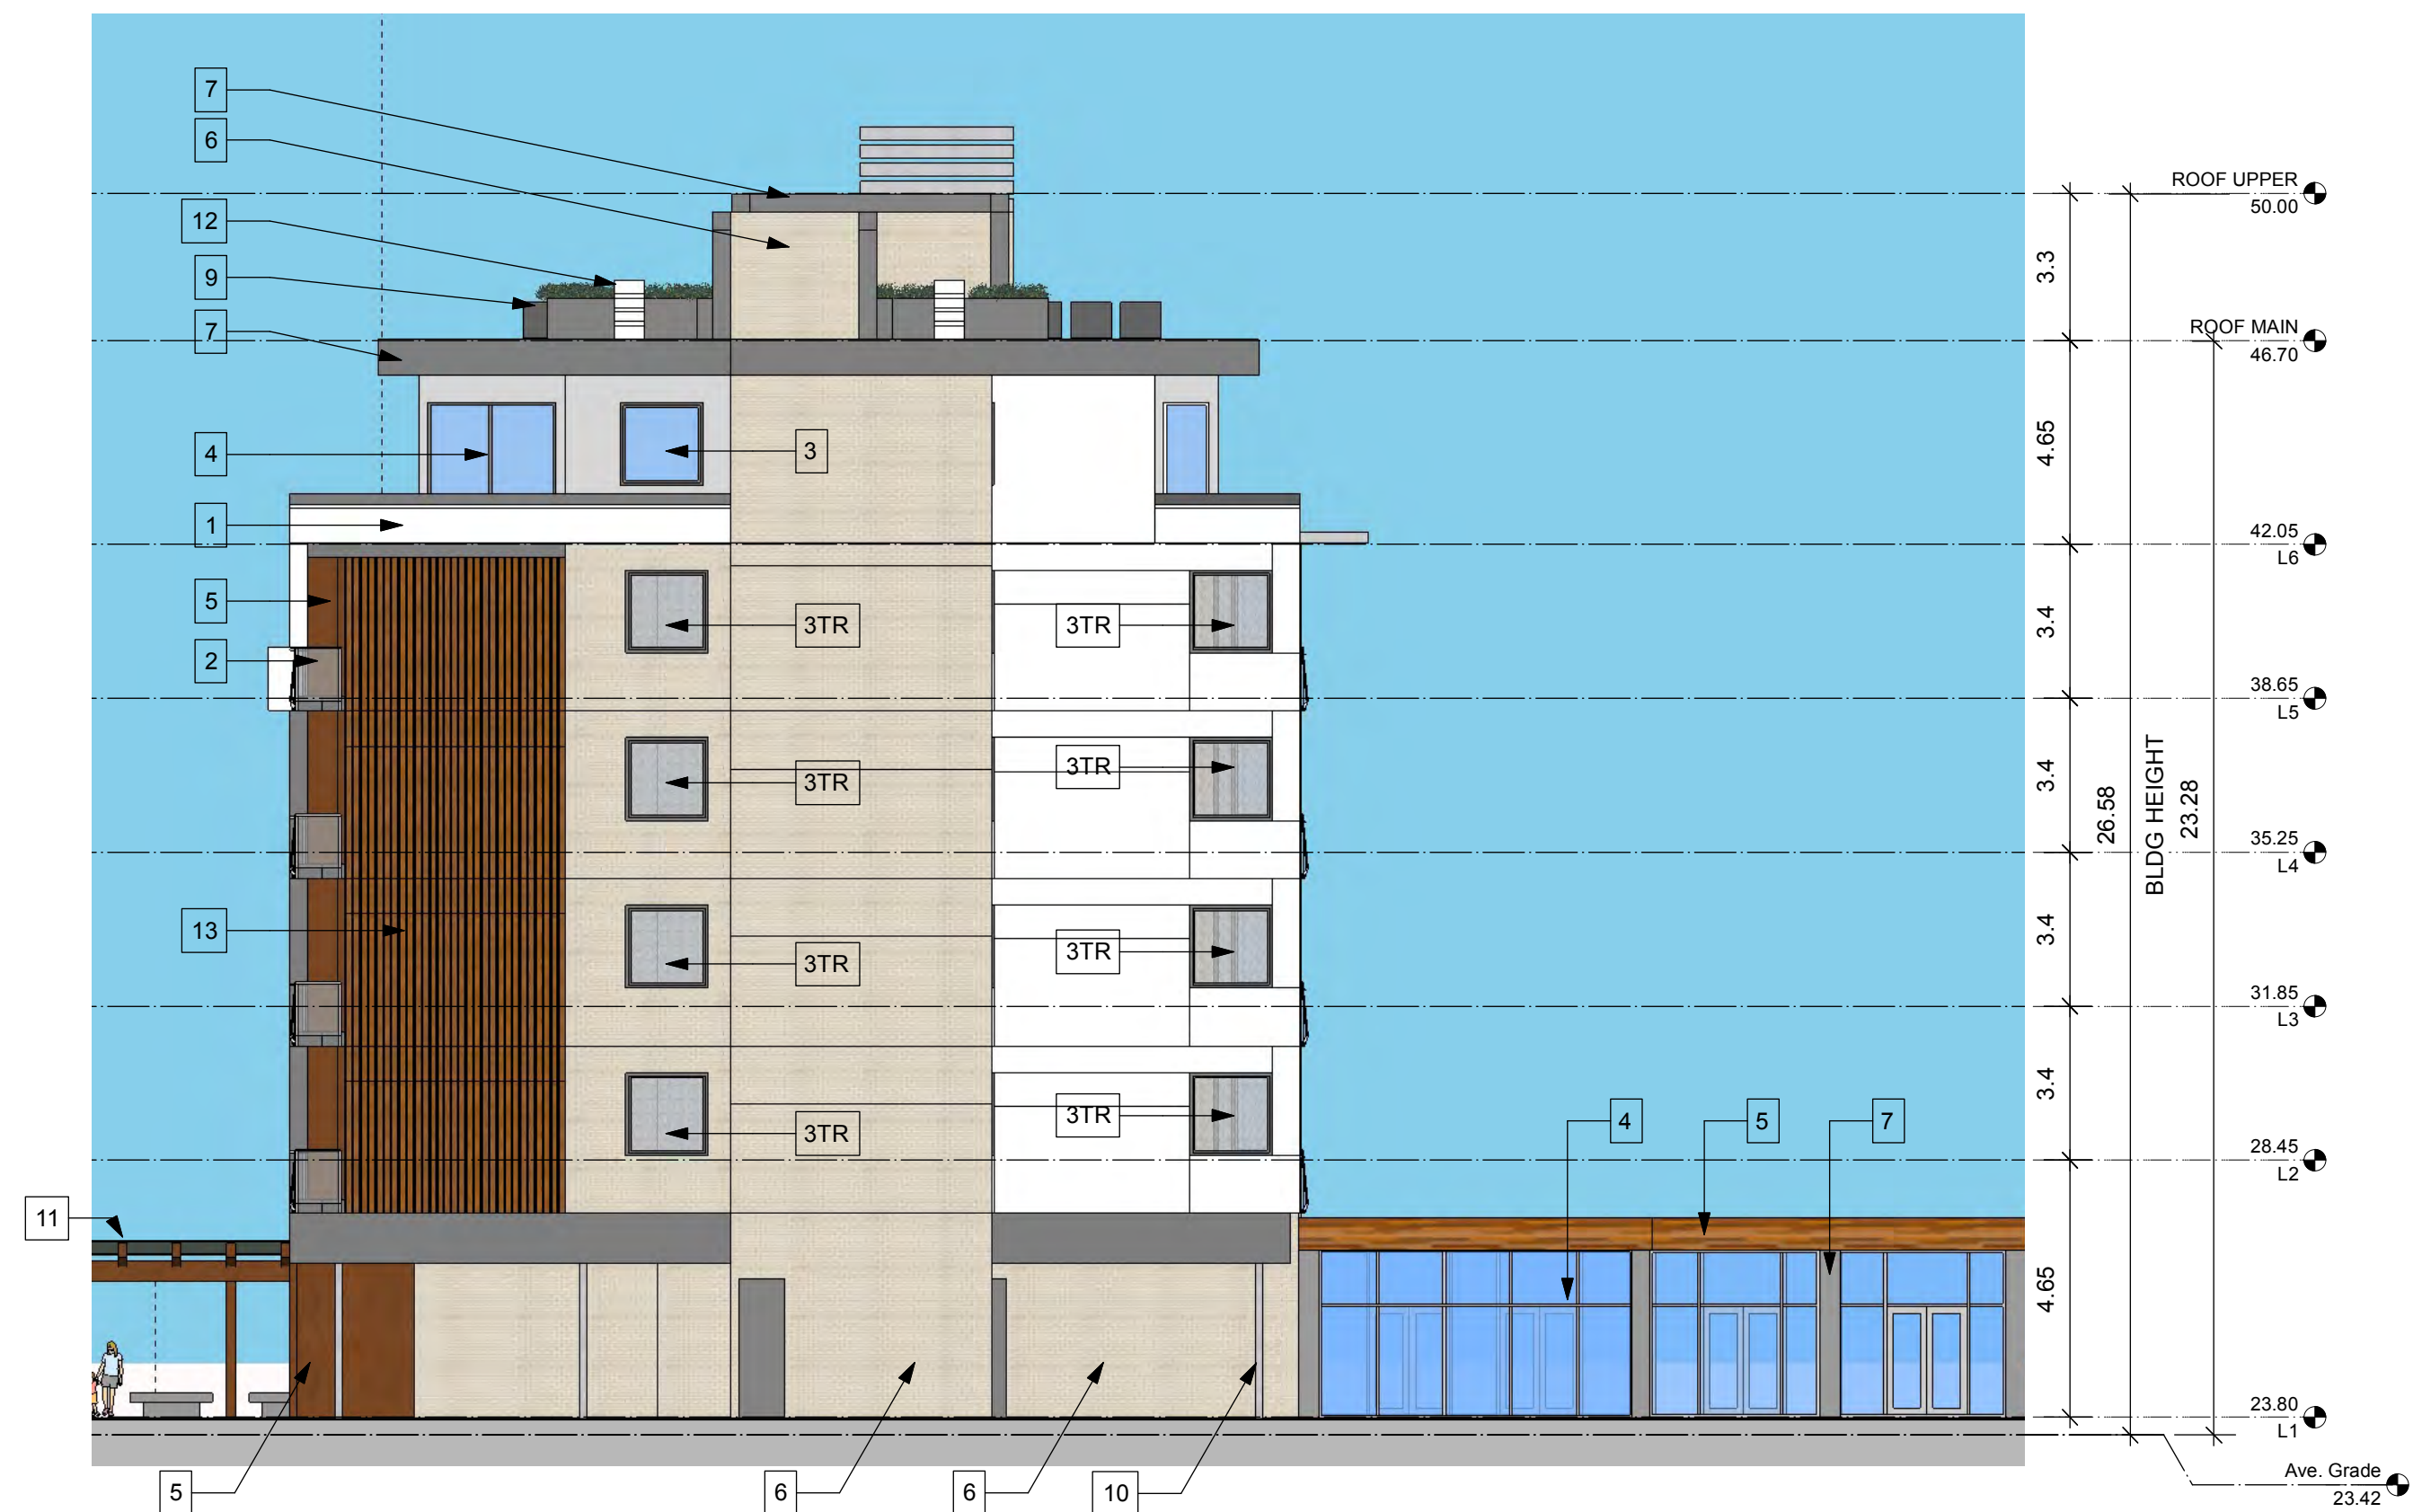 7
6
ROOF UPPER
50.00
12
3.3
9
7
ROOF MAIN
46.70
4
3
4.65
1
42.05
L6
5
3TR
3TR
3.4
2
38.65
L5
3TR
3TR
3.4
26.58
BLDG HEIGHT
23.28
35.25
L4
13
3TR
3TR
3.4
31.85
L3
3TR
3TR
3.4
4
5
7
28.45
L2
11
4.65
23.80
L1
5
6
6
10
Ave. Grade
23.42